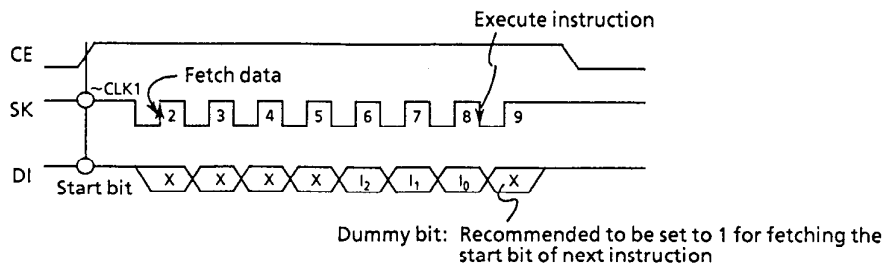 Execute instruction
CE
Fetch data
~CLK1
SK
2 3 4 5 6 7 8 9
DI
Start bit
X X X X I₂ I₁ I₀ X
Dummy bit: Recommended to be set to 1 for fetching the
start bit of next instruction